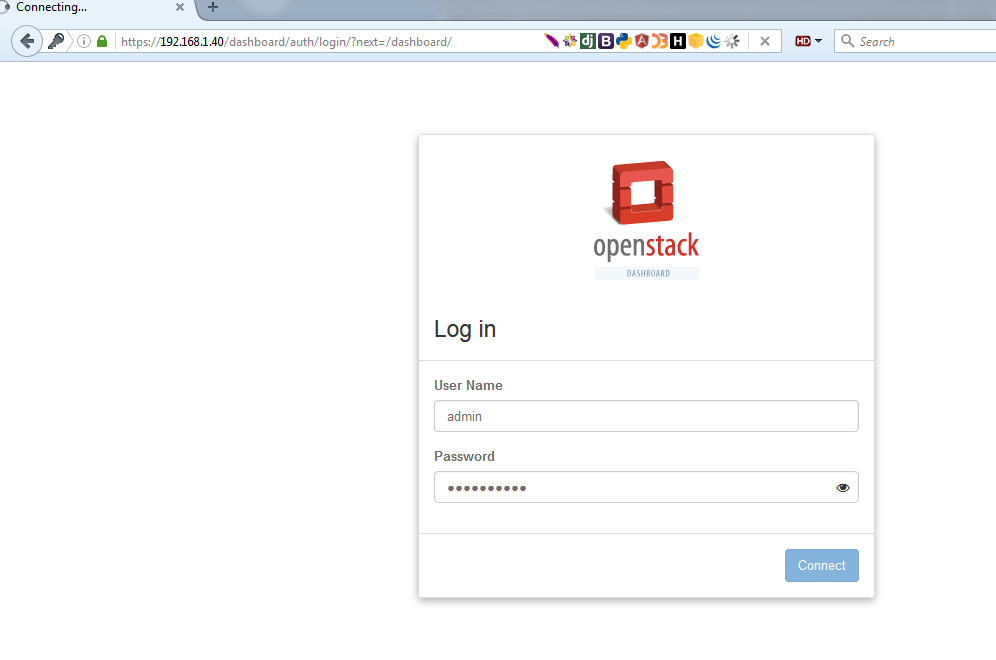 Connecting...
https://192.168.1.40/dashboard/auth/login/?next=/dashboard/
dj B H HD Search
openstack
DASHBOARD
Log in
User Name
admin
Password
Connect